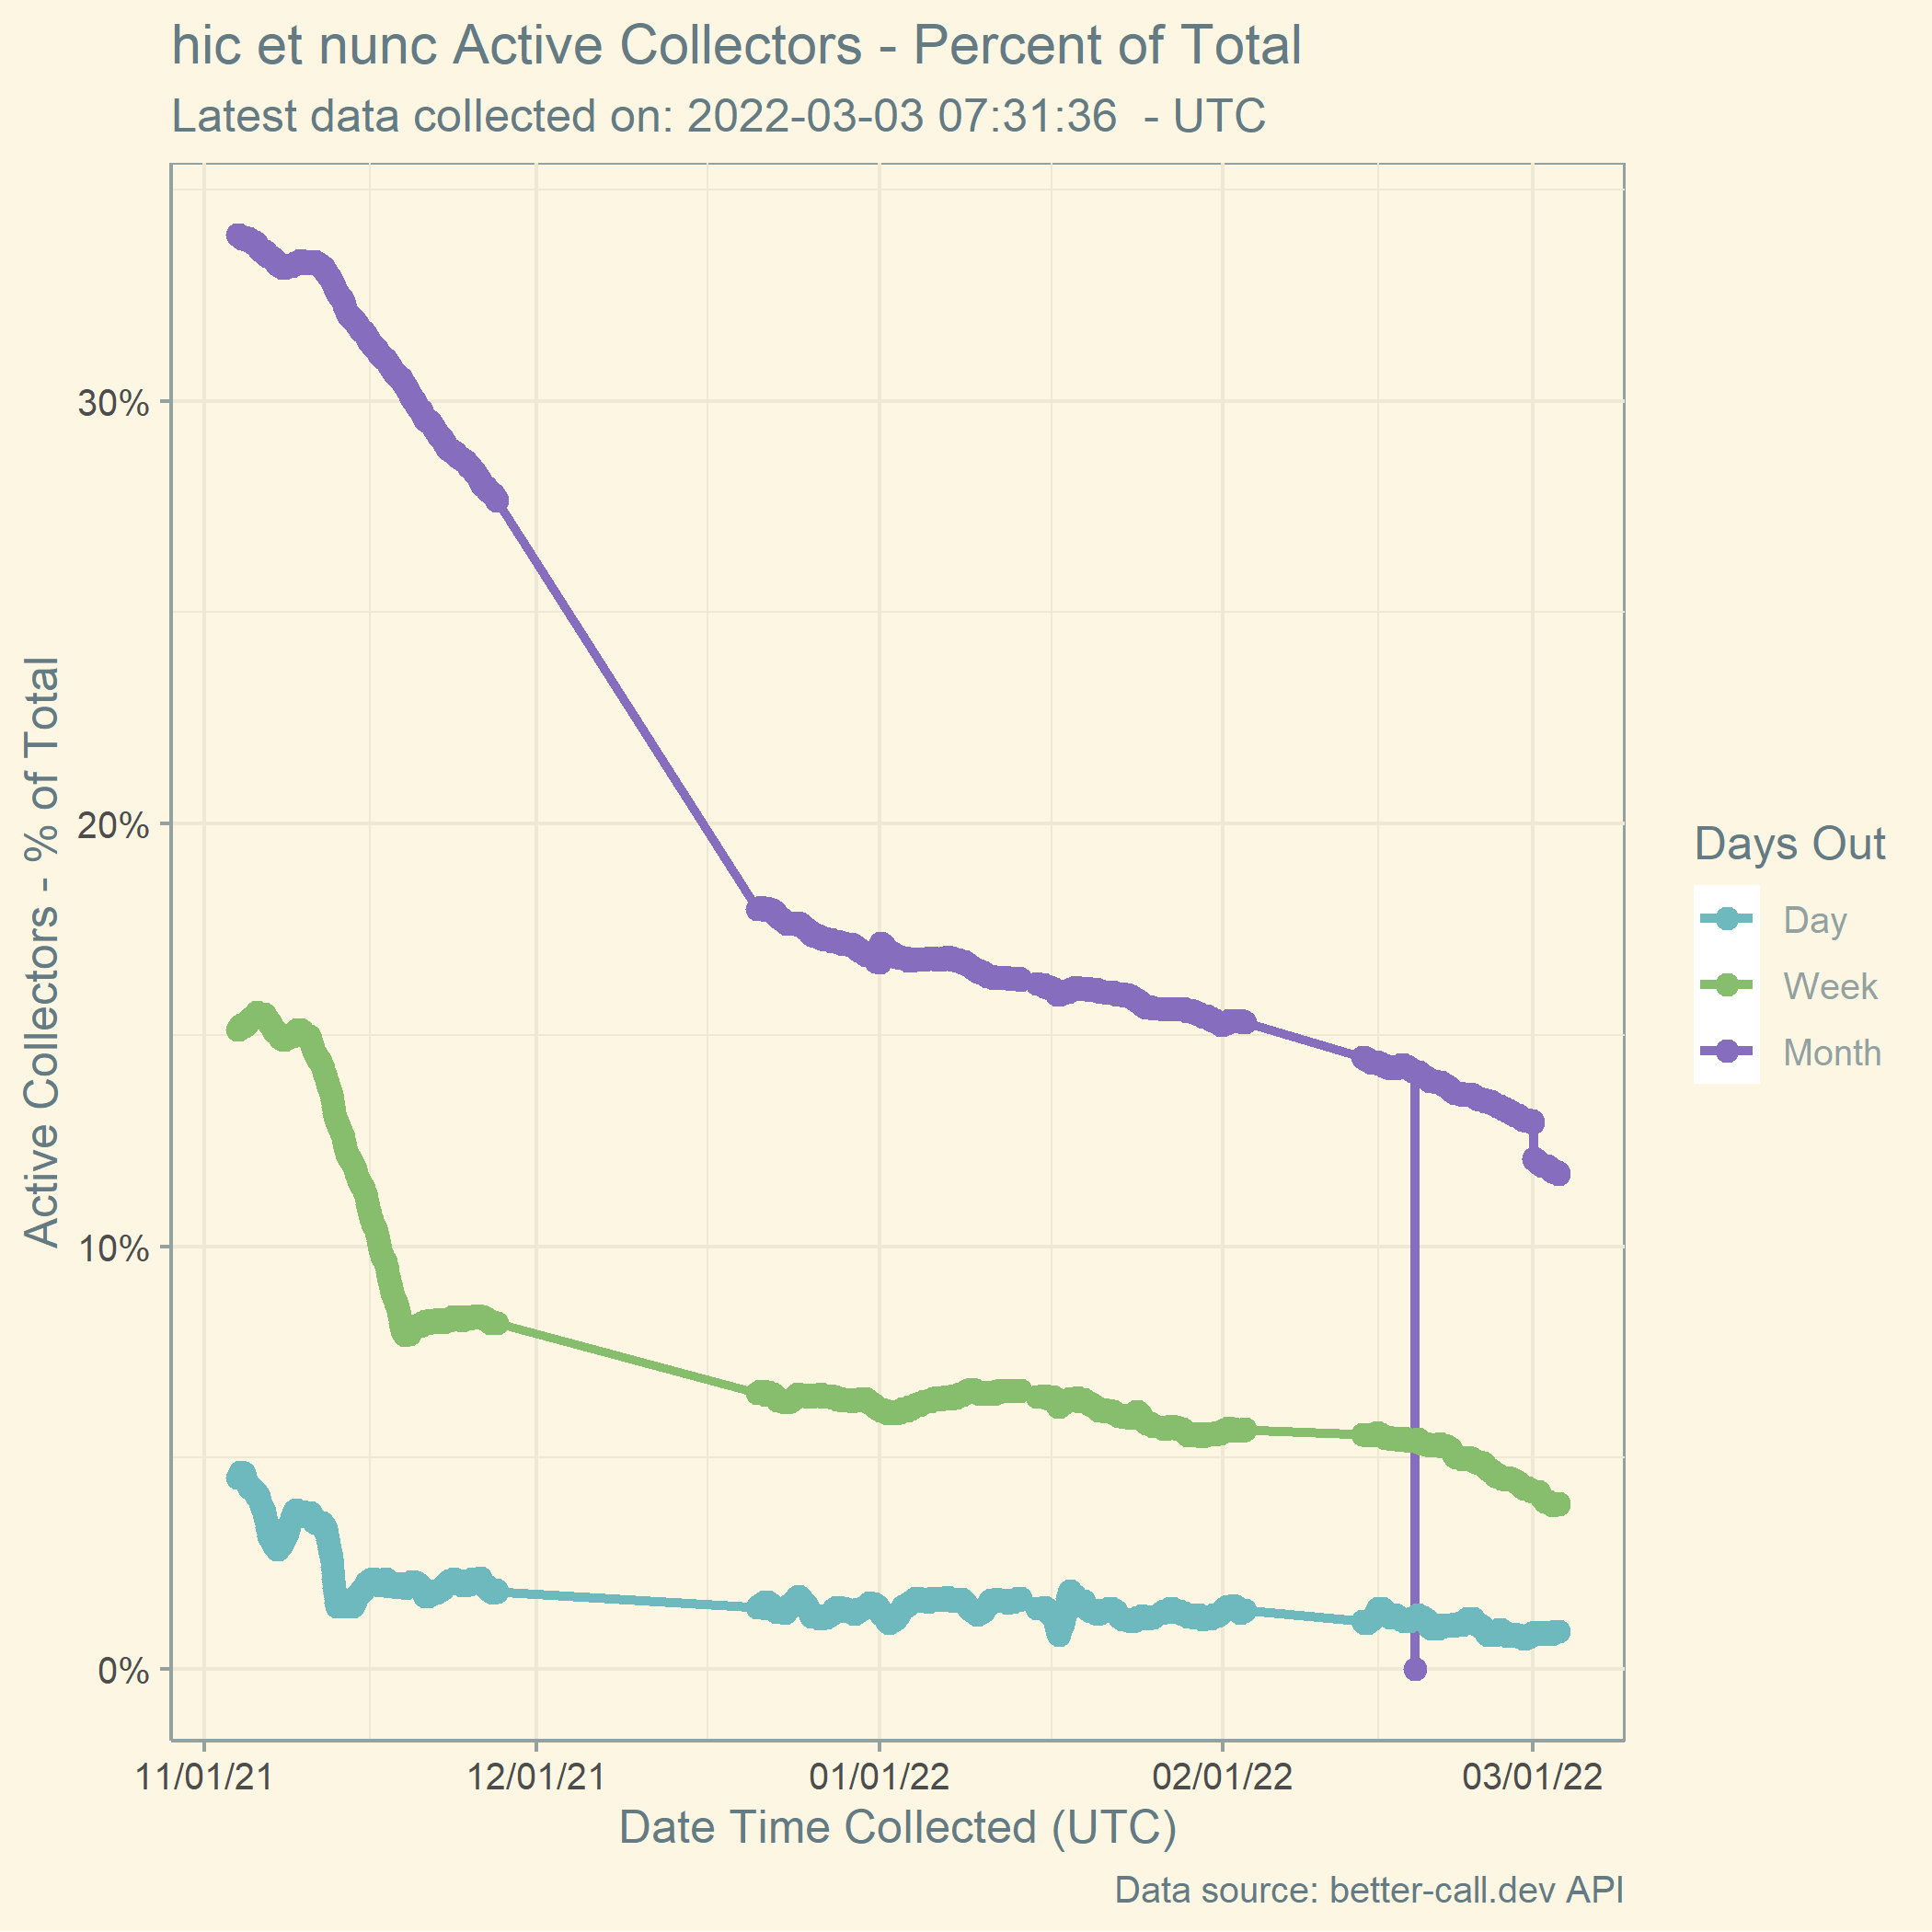 hic et nunc Active Collectors - Percent of Total
Latest data collected on: 2022-03-03 07:31:36  - UTC
Active Collectors - % of Total
30%
20%
10%
0%
11/01/21
12/01/21
01/01/22
02/01/22
03/01/22
Date Time Collected (UTC)
Days Out
Day
Week
Month
Data source: better-call.dev API